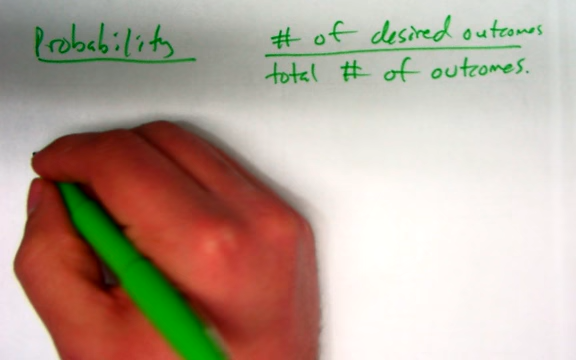 Probability
# of desired outcomes
total # of outcomes.